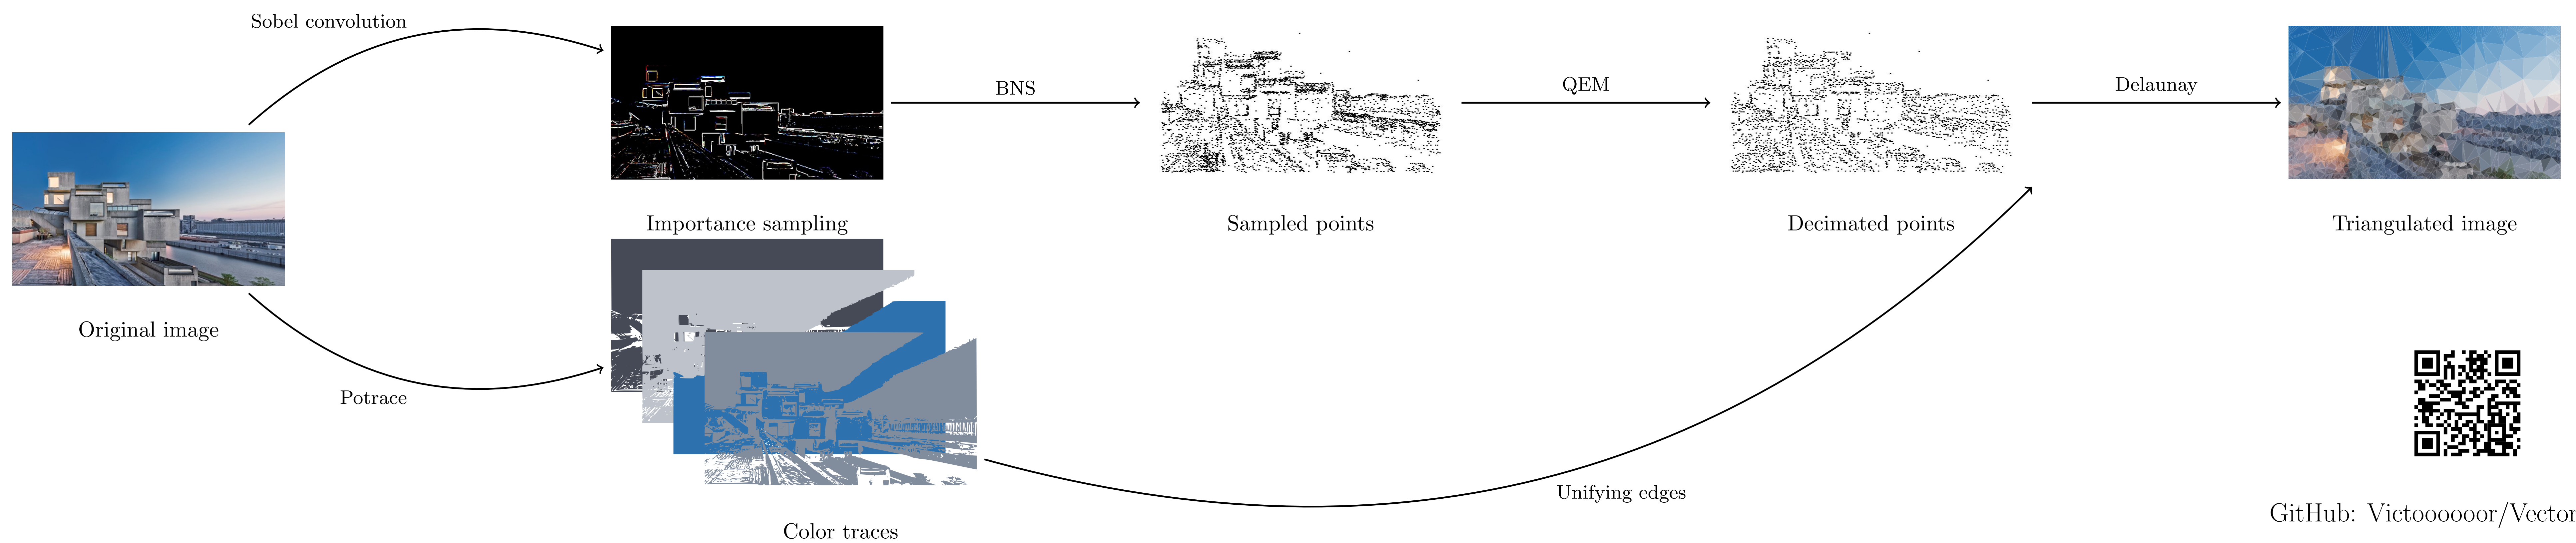 Sobel convolution
BNS
QEM
Delaunay
Importance sampling
Sampled points
Decimated points
Triangulated image
Original image
Potrace
Unifying edges
Color traces
GitHub: Victoooooor/Vector